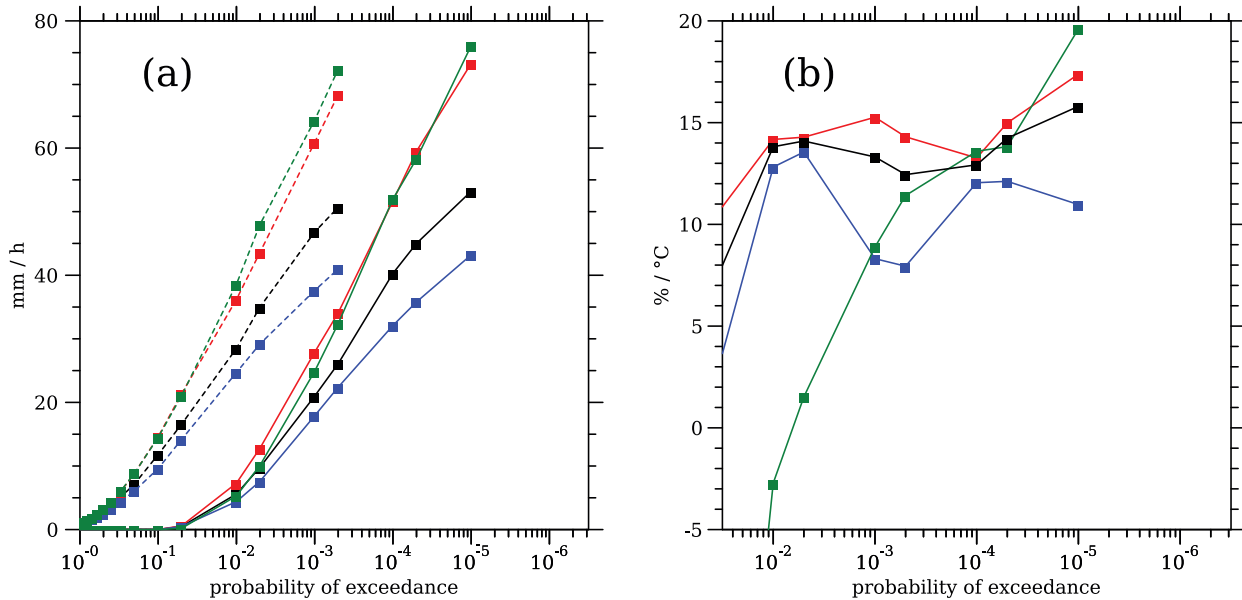 (a)
80
60
40
20
0
mm / h
10⁻⁰ 10⁻¹ 10⁻² 10⁻³ 10⁻⁴ 10⁻⁵ 10⁻⁶
probability of exceedance
(b)
20
15
10
5
0
-5
% / °C
10⁻² 10⁻³ 10⁻⁴ 10⁻⁵ 10⁻⁶
probability of exceedance